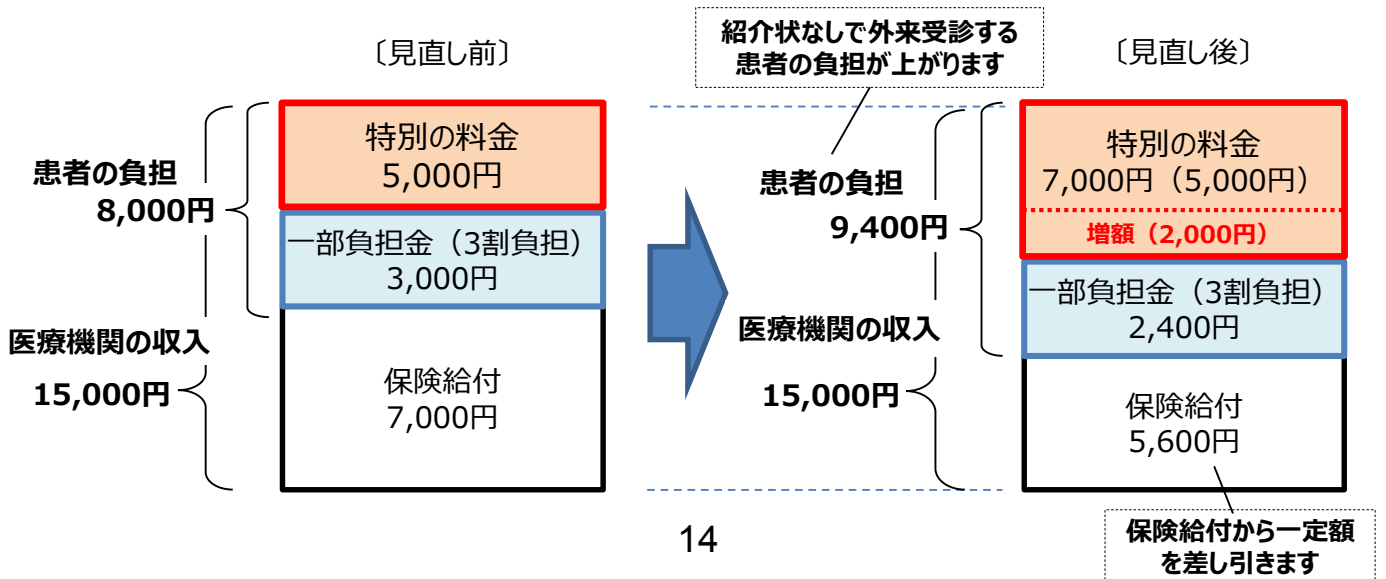 〔見直し前〕
特別の料金
5,000円
患者の負担
8,000円
一部負担金（3割負担）
3,000円
医療機関の収入
15,000円
保険給付
7,000円
紹介状なしで外来受診する
患者の負担が上がります
〔見直し後〕
特別の料金
7,000円（5,000円）
増額（2,000円）
患者の負担
9,400円
一部負担金（3割負担）
2,400円
医療機関の収入
15,000円
保険給付
5,600円
保険給付から一定額
を差し引きます
14